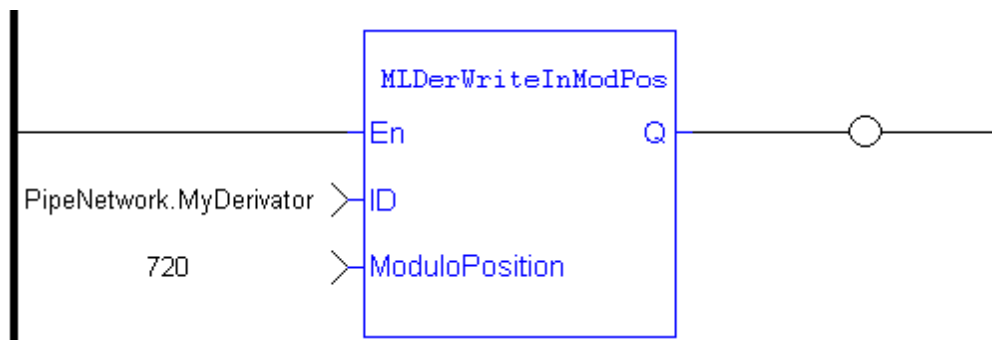 MLDerWriteInModPos
En Q
PipeNetwork.MyDerivator ID
720 ModuloPosition